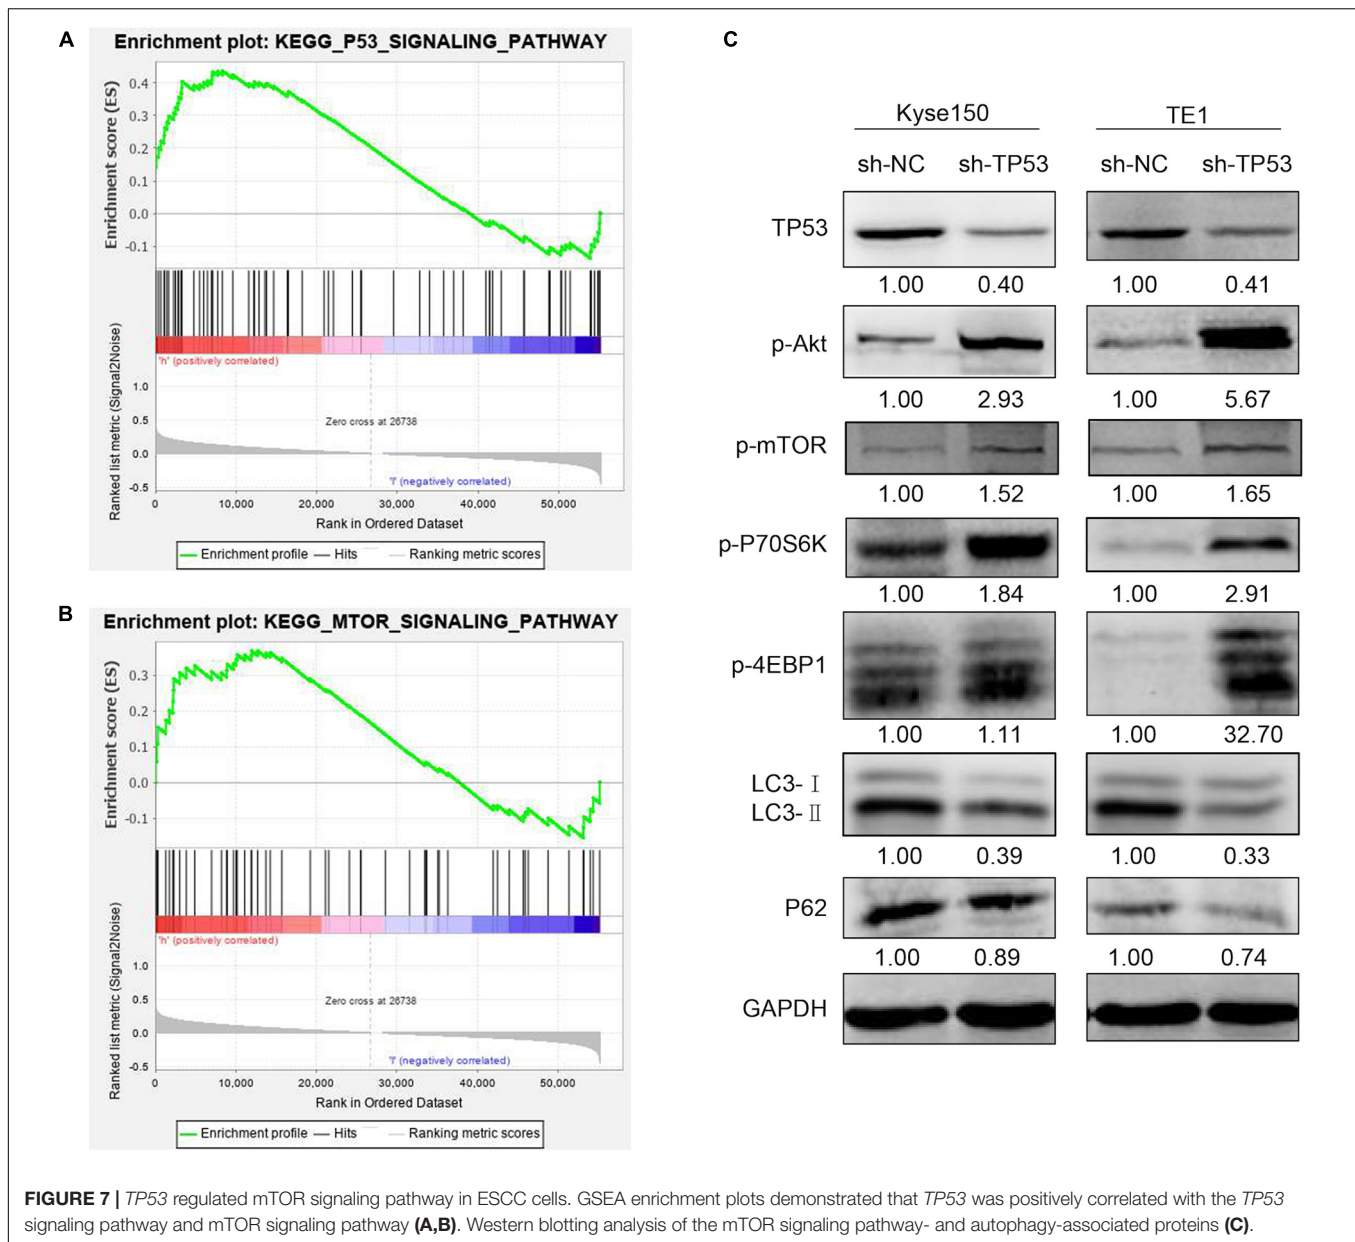 A
Enrichment plot: KEGG_P53_SIGNALING_PATHWAY
Enrichment score (ES)
0.4
0.3
0.2
0.1
0.0
-0.1
'h' (positively correlated)
Ranked list metric (Signal2Noise)
1.0
0.5
0.0
-0.5
Zero cross at 26738
'l' (negatively correlated)
0 10,000 20,000 30,000 40,000 50,000
Rank in Ordered Dataset
Enrichment profile Hits Ranking metric scores
B
Enrichment plot: KEGG_MTOR_SIGNALING_PATHWAY
Enrichment score (ES)
0.3
0.2
0.1
0.0
-0.1
'h' (positively correlated)
Ranked list metric (Signal2Noise)
1.0
0.5
0.0
-0.5
Zero cross at 26738
'l' (negatively correlated)
0 10,000 20,000 30,000 40,000 50,000
Rank in Ordered Dataset
Enrichment profile Hits Ranking metric scores
C
Kyse150 TE1
sh-NC sh-TP53 sh-NC sh-TP53
TP53
1.00 0.40 1.00 0.41
p-Akt
1.00 2.93 1.00 5.67
p-mTOR
1.00 1.52 1.00 1.65
p-P70S6K
1.00 1.84 1.00 2.91
p-4EBP1
1.00 1.11 1.00 32.70
LC3- Ⅰ
LC3- Ⅱ
1.00 0.39 1.00 0.33
P62
1.00 0.89 1.00 0.74
GAPDH
FIGURE 7 | TP53 regulated mTOR signaling pathway in ESCC cells. GSEA enrichment plots demonstrated that TP53 was positively correlated with the TP53
signaling pathway and mTOR signaling pathway (A,B). Western blotting analysis of the mTOR signaling pathway- and autophagy-associated proteins (C).